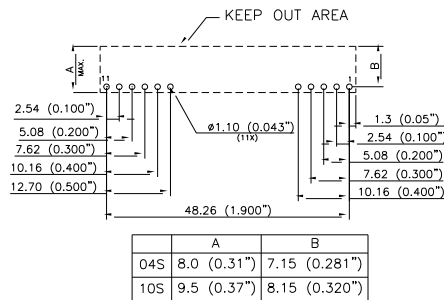 KEEP OUT AREA
A
MAX.
B
11
1
2.54 (0.100")
5.08 (0.200")
7.62 (0.300")
10.16 (0.400")
12.70 (0.500")
ø1.10 (0.043")
(11X)
1.3 (0.05")
2.54 (0.100")
5.08 (0.200")
7.62 (0.300")
10.16 (0.400")
48.26 (1.900")
A B
04S 8.0 (0.31") 7.15 (0.281")
10S 9.5 (0.37") 8.15 (0.320")